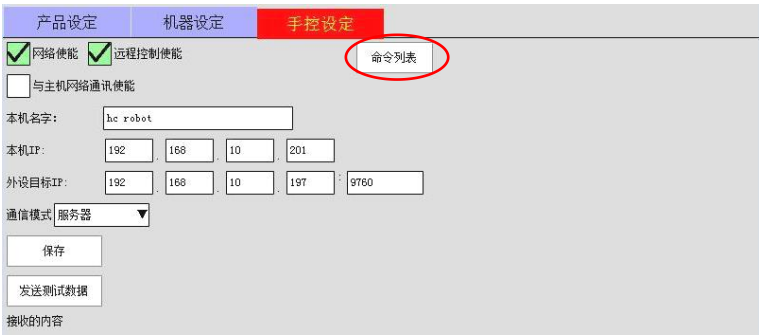 产品设定 机器设定 手控设定
网络使能 远程控制使能 命令列表
与主机网络通讯使能
本机名字: hc robot
本机IP: 192 . 168 . 10 . 201
外设目标IP: 192 . 168 . 10 . 197 : 9760
通信模式 服务器
保存
发送测试数据
接收的内容